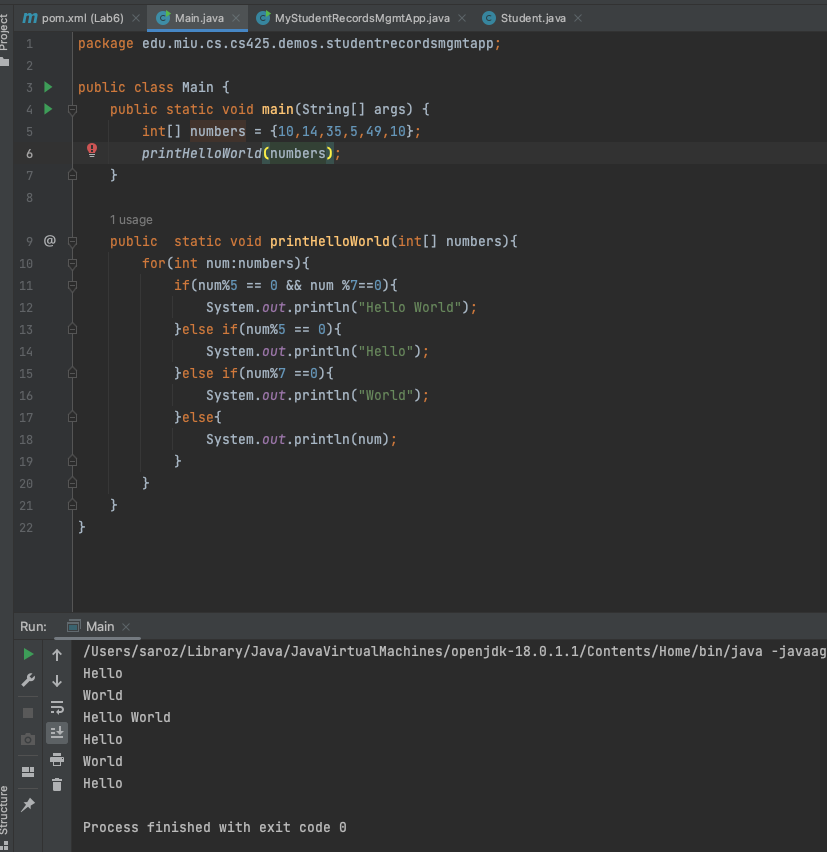 Project
pom.xml (Lab6) Main.java MyStudentRecordsMgmtApp.java Student.java
1 package edu.miu.cs.cs425.demos.studentrecordsmgmtapp;
2
3 public class Main {
4 public static void main(String[] args) {
5 int[] numbers = {10,14,35,5,49,10};
6 printHelloWorld(numbers);
7 }
8
1 usage
9 @ public  static void printHelloWorld(int[] numbers){
10 for(int num:numbers){
11 if(num%5 == 0 && num %7==0){
12 System.out.println("Hello World");
13 }else if(num%5 == 0){
14 System.out.println("Hello");
15 }else if(num%7 ==0){
16 System.out.println("World");
17 }else{
18 System.out.println(num);
19 }
20 }
21 }
22 }
Run: Main
/Users/saroz/Library/Java/JavaVirtualMachines/openjdk-18.0.1.1/Contents/Home/bin/java -javaag
Hello
World
Hello World
Hello
World
Hello
Process finished with exit code 0
Structure